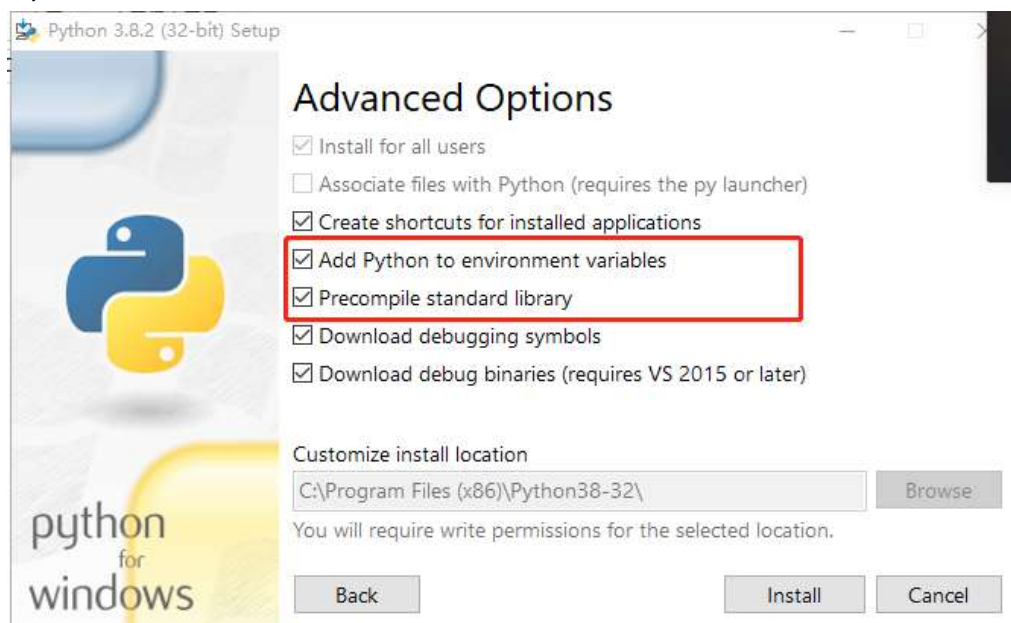 Python 3.8.2 (32-bit) Setup
Advanced Options
Install for all users
Associate files with Python (requires the py launcher)
Create shortcuts for installed applications
Add Python to environment variables
Precompile standard library
Download debugging symbols
Download debug binaries (requires VS 2015 or later)
Customize install location
C:\Program Files (x86)\Python38-32\
Browse
You will require write permissions for the selected location.
python
for
windows
Back
Install
Cancel